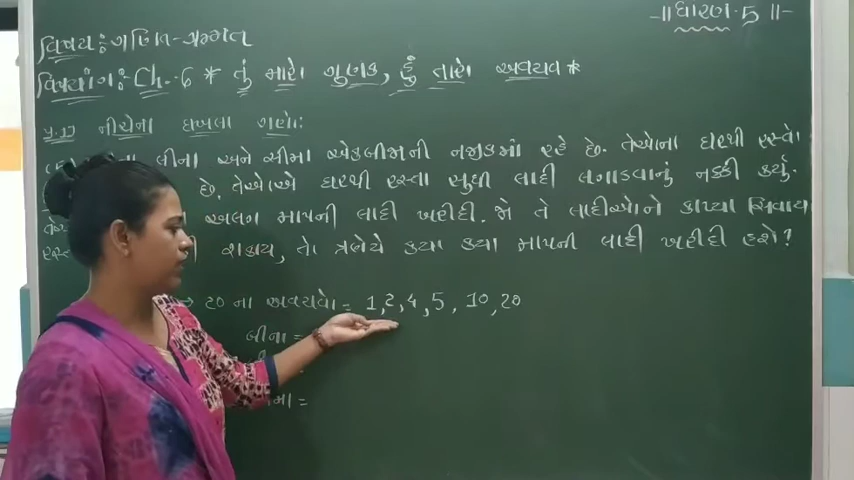 -॥ ધોરણ-5 ॥-
વિષય : ગણિત-ગમ્મત
વિષયાંગ :- Ch.-6 * તું મારો ગુણક, હું તારો અવયવ *
પ્ર.11 નીચેના દાખલા ગણો:
લીના અને સીમા એકબીજાની નજીકમાં રહે છે. તેઓના ઘરથી રસ્તો
છે. તેઓએ ઘરથી રસ્તા સુધી લાદી લગાડવાનું નક્કી કર્યું.
અલગ માપની લાદી ખરીદી. જો તે લાદીઓને કાપ્યા સિવાય
શકાય, તો ત્રણેયે કયા કયા માપની લાદી ખરીદી હશે?
→ 20 ના અવયવો = 1,2,4,5,10,20
બીના =
=